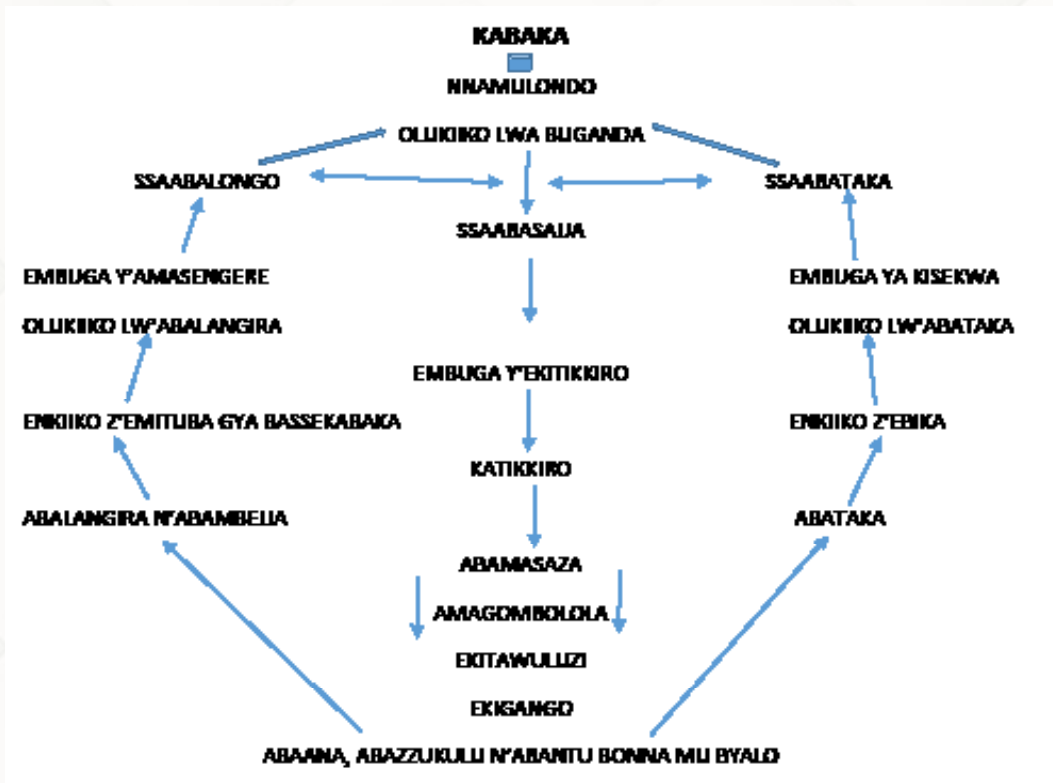 KABAKA
NNAMULONDO
OLUKIIKO LWA BUGANDA
SSAABALONGO SSAABATAKA
SSAABASAIJA
EMBUGA Y'AMASENGERE EMBUGA YA KISEKWA
OLUKIIKO LW'ABALANGIRA OLUKIIKO LW'ABATAKA
EMBUGA Y'EKITIKKIRO
ENKIIKO Z'EMITUBA GYA BASSEKABAKA ENKIIKO Z'EBIKA
KATIKKIRO
ABALANGIRA N'ABAMBEJJA ABATAKA
ABAMASAZA
AMAGOMBOLOLA
EKITAWULUZI
EKIGANGO
ABAANA, ABAZZUKULU N'ABANTU BONNA MU BYALO